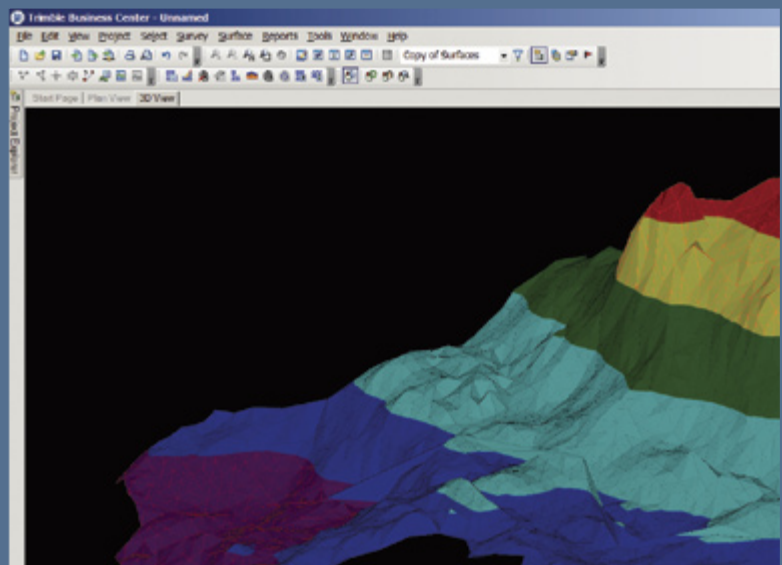 Trimble Business Center - Unnamed
File Edit View Project Select Survey Surface Reports Tools Window Help
Copy of Surfaces
Start Page Plan View 3D View
Project Explorer